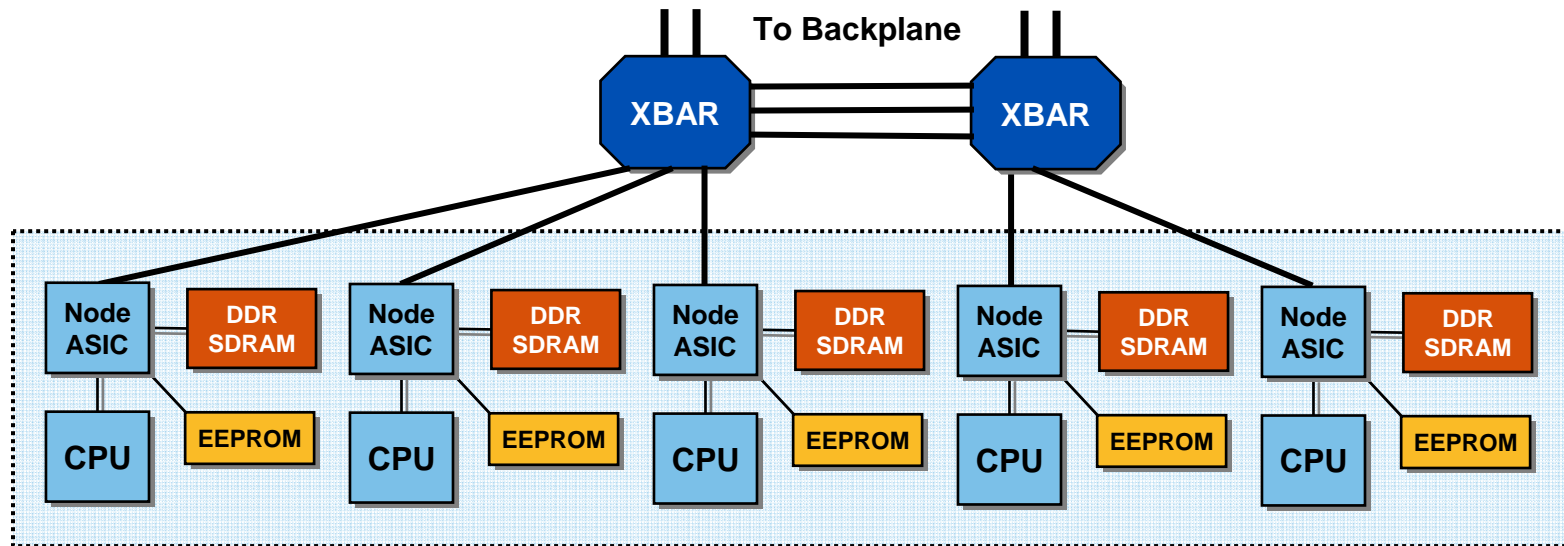 To Backplane
XBAR
XBAR
Node
ASIC
DDR
SDRAM
CPU
EEPROM
Node
ASIC
DDR
SDRAM
CPU
EEPROM
Node
ASIC
DDR
SDRAM
CPU
EEPROM
Node
ASIC
DDR
SDRAM
CPU
EEPROM
Node
ASIC
DDR
SDRAM
CPU
EEPROM